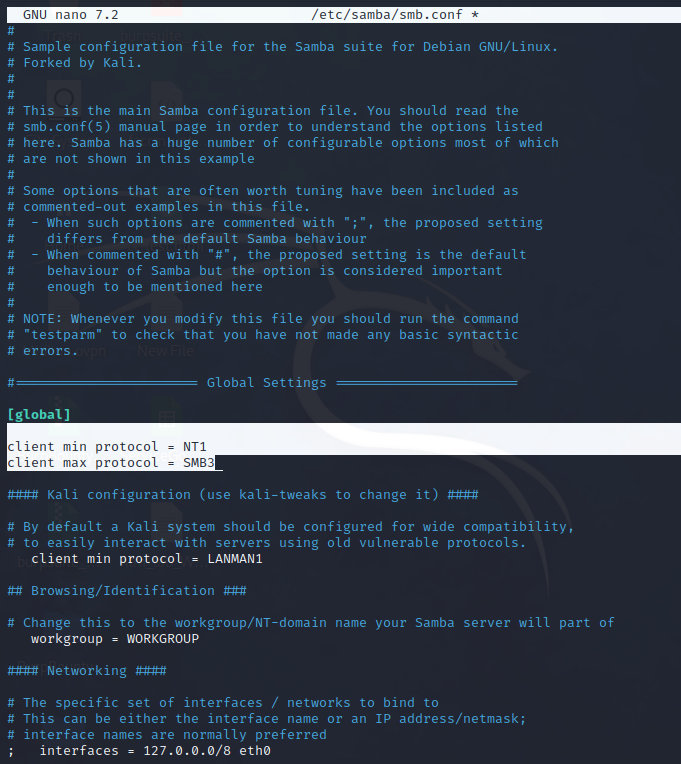 GNU nano 7.2 /etc/samba/smb.conf *
#
# Sample configuration file for the Samba suite for Debian GNU/Linux.
# Forked by Kali.
#
#
# This is the main Samba configuration file. You should read the
# smb.conf(5) manual page in order to understand the options listed
# here. Samba has a huge number of configurable options most of which
# are not shown in this example
#
# Some options that are often worth tuning have been included as
# commented-out examples in this file.
#  - When such options are commented with ";", the proposed setting
#    differs from the default Samba behaviour
#  - When commented with "#", the proposed setting is the default
#    behaviour of Samba but the option is considered important
#    enough to be mentioned here
#
# NOTE: Whenever you modify this file you should run the command
# "testparm" to check that you have not made any basic syntactic
# errors.
New File
#======================= Global Settings =======================
[global]
client min protocol = NT1
client max protocol = SMB3
#### Kali configuration (use kali-tweaks to change it) ####
# By default a Kali system should be configured for wide compatibility,
# to easily interact with servers using old vulnerable protocols.
   client min protocol = LANMAN1
## Browsing/Identification ###
# Change this to the workgroup/NT-domain name your Samba server will part of
   workgroup = WORKGROUP
#### Networking ####
# The specific set of interfaces / networks to bind to
# This can be either the interface name or an IP address/netmask;
# interface names are normally preferred
;   interfaces = 127.0.0.0/8 eth0